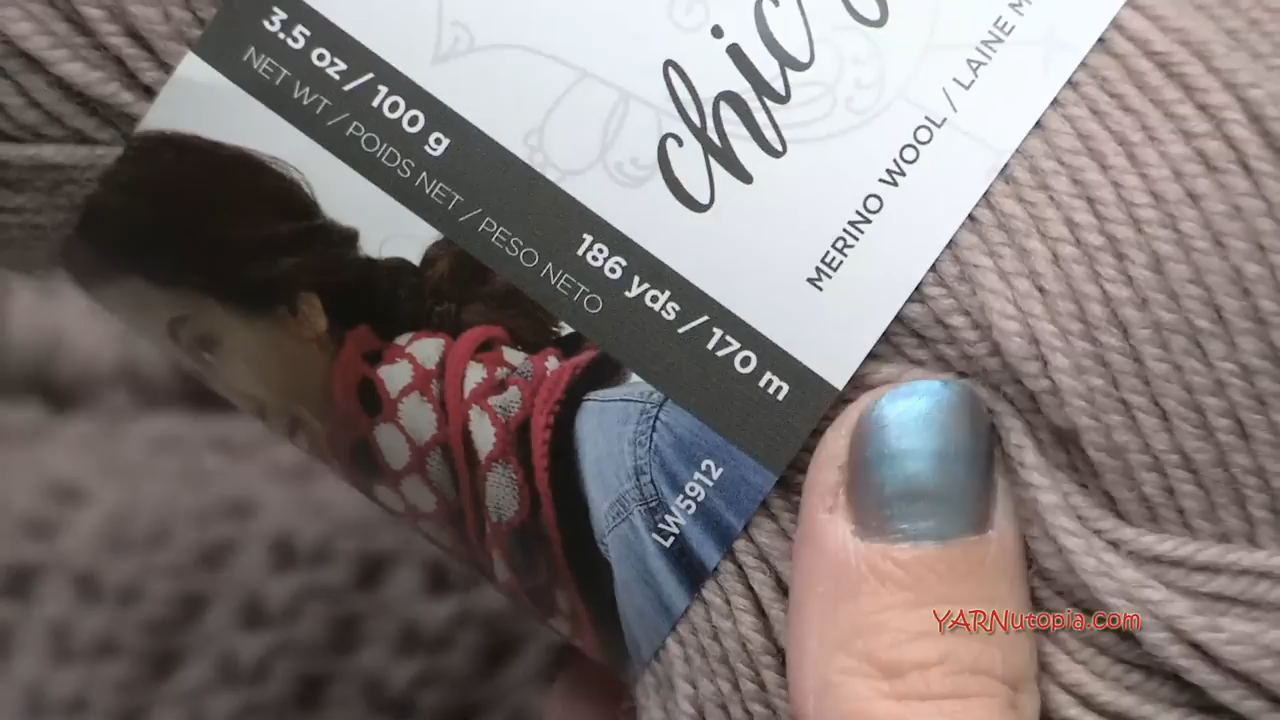 chic
MERINO WOOL / LAINE
3.5 oz / 100 g
NET WT / POIDS NET / PESO NETO
186 yds / 170 m
LW5912
YARNutopia.com